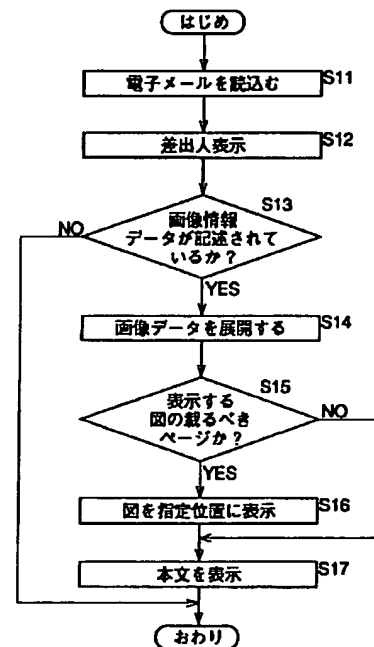 はじめ
電子メールを読込む
S11
差出人表示
S12
S13
画像情報
データが記述されて
いるか？
NO
YES
画像データを展開する
S14
S15
表示する
図の載るべき
ページか？
NO
YES
図を指定位置に表示
S16
本文を表示
S17
おわり